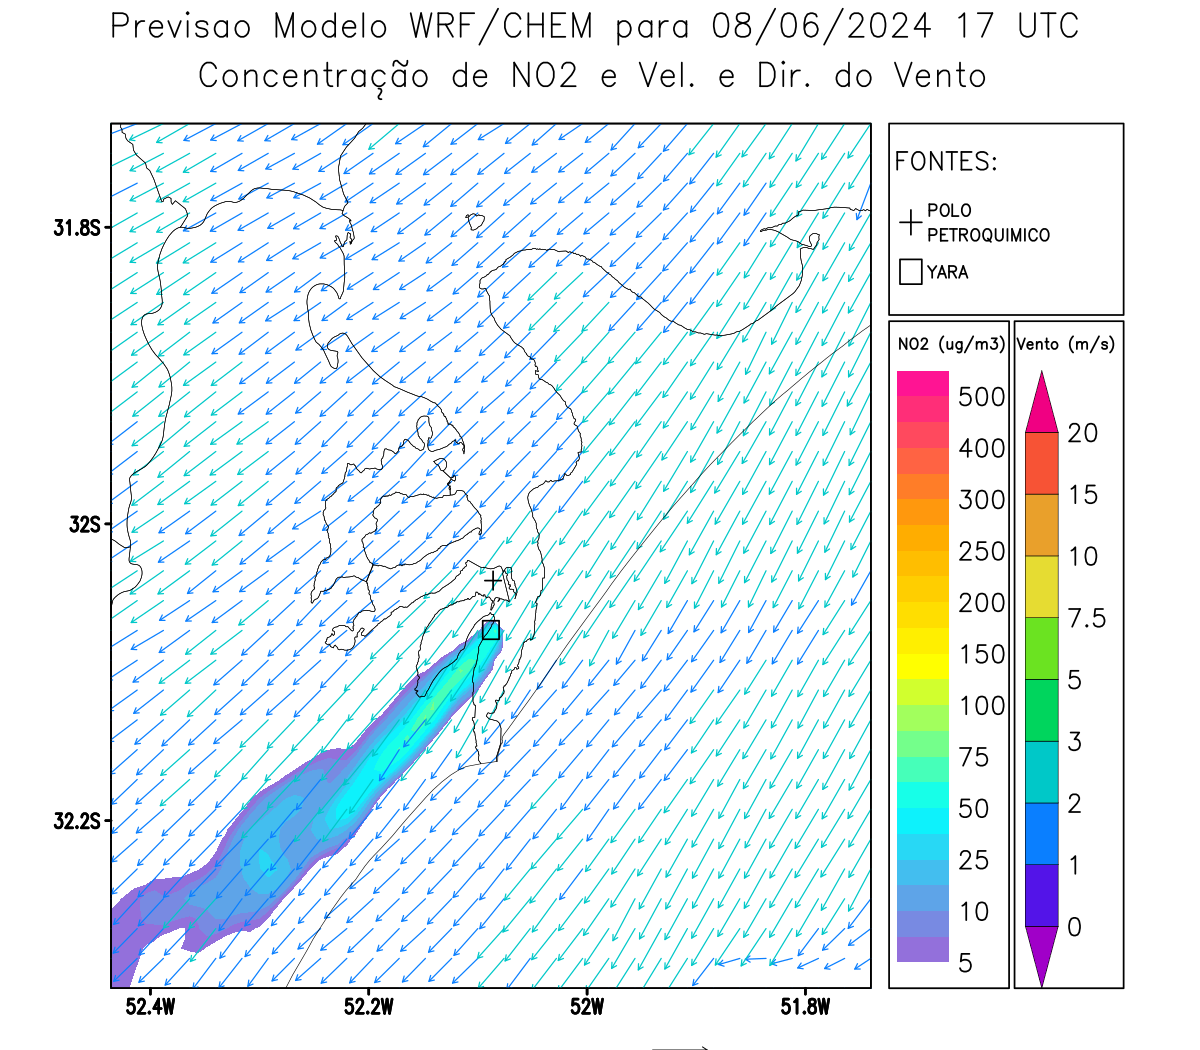 Previsao Modelo WRF/CHEM para 08/06/2024 17 UTC
Concentração de NO2 e Vel. e Dir. do Vento
FONTES:
POLO
PETROQUIMICO
YARA
NO2 (ug/m3)
500
400
300
250
200
150
100
75
50
25
10
5
Vento (m/s)
20
15
10
7.5
5
3
2
1
0
31.8S
32S
32.2S
52.4W 52.2W 52W 51.8W